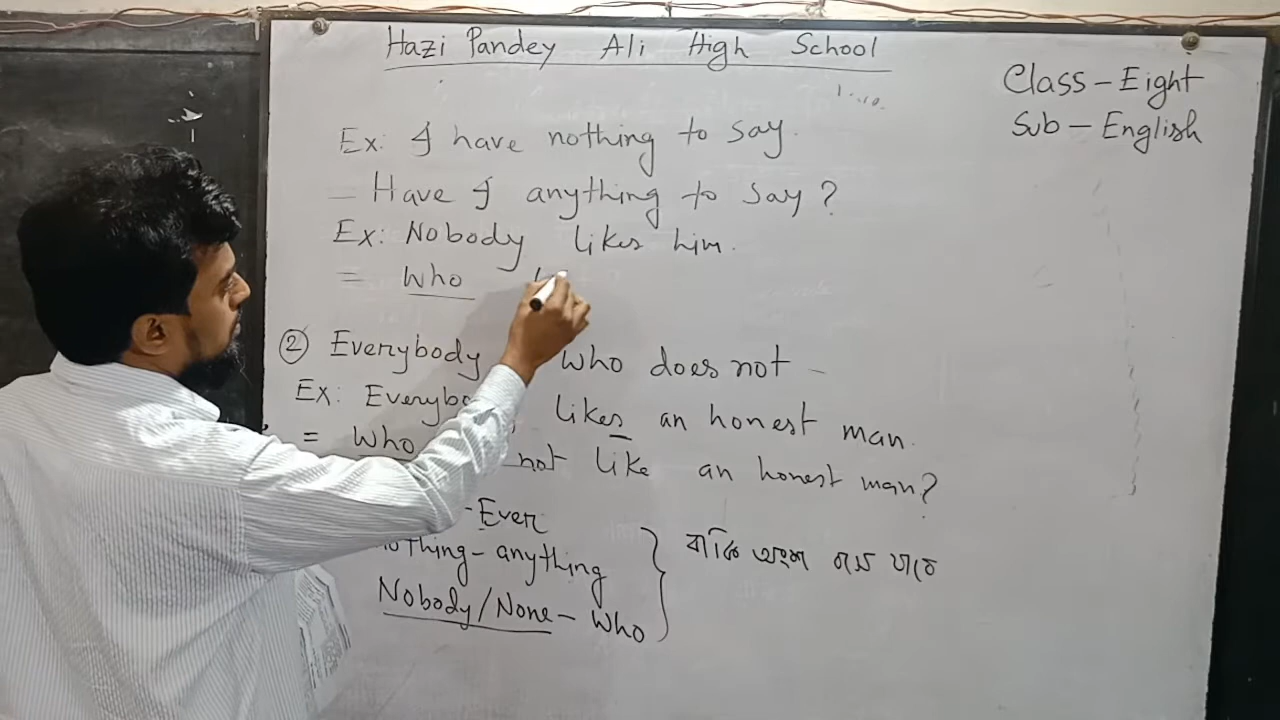 Hazi Pandey Ali High School
Class - Eight
Sub - English
Ex: I have nothing to say.
- Have I anything to say?
Ex: Nobody likes him.
= Who
② Everybody Who does not -
Ex: Everybo likes an honest man.
= Who not like an honest man?
- Ever
nothing - anything
Nobody/None - Who
বাকি অংশ